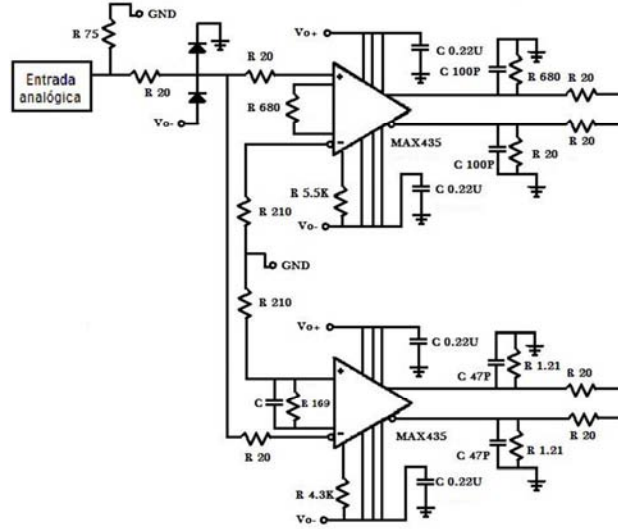 GND
R 75
Entrada
analógica
R 20
Vo-
R 20
R 680
Vo+
C 0.22U
C 100P
R 680
R 20
MAX435
C 100P
R 20
R 20
R 5.5K
C 0.22U
Vo-
R 210
GND
R 210
Vo+
C 0.22U
C 47P
R 1.21
R 20
C
R 169
MAX435
R 20
C 47P
R 1.21
R 20
R 4.3K
C 0.22U
Vo-